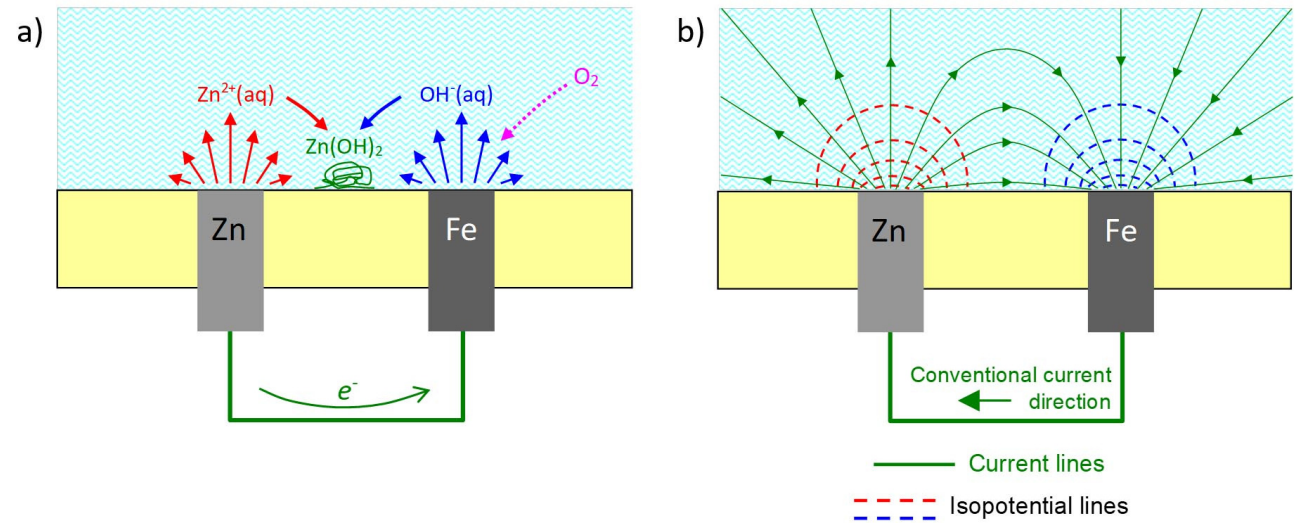 a)
Zn²⁺(aq)
OH⁻(aq)
O₂
Zn(OH)₂
Zn
Fe
e⁻
b)
Zn
Fe
Conventional current
direction
Current lines
Isopotential lines